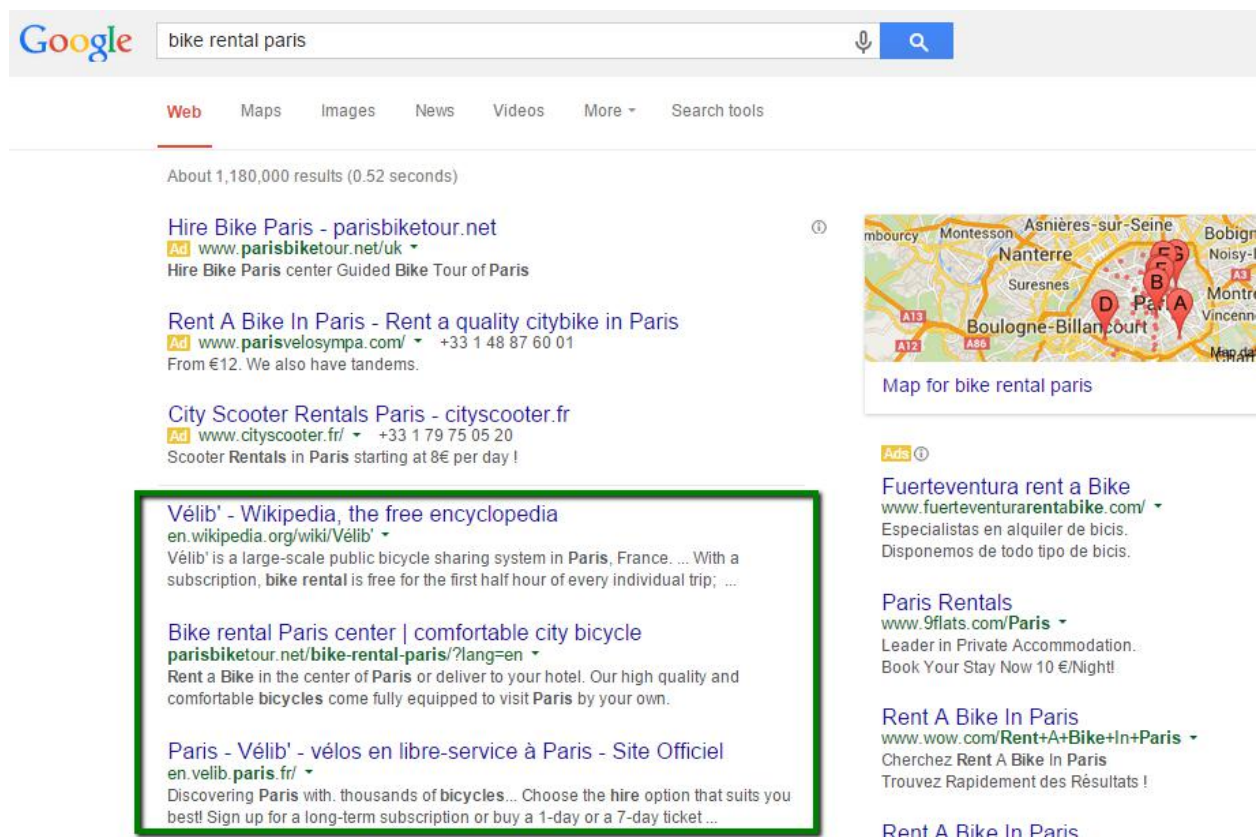 Google
bike rental paris
Web Maps Images News Videos More Search tools
About 1,180,000 results (0.52 seconds)
Hire Bike Paris - parisbiketour.net
Ad www.parisbiketour.net/uk
Hire Bike Paris center Guided Bike Tour of Paris
Rent A Bike In Paris - Rent a quality citybike in Paris
Ad www.parisvelosympa.com/ +33 1 48 87 60 01
From €12. We also have tandems.
City Scooter Rentals Paris - cityscooter.fr
Ad www.cityscooter.fr/ +33 1 79 75 05 20
Scooter Rentals in Paris starting at 8€ per day !
Vélib' - Wikipedia, the free encyclopedia
en.wikipedia.org/wiki/Vélib'
Vélib' is a large-scale public bicycle sharing system in Paris, France. ... With a
subscription, bike rental is free for the first half hour of every individual trip; ...
Bike rental Paris center | comfortable city bicycle
parisbiketour.net/bike-rental-paris/?lang=en
Rent a Bike in the center of Paris or deliver to your hotel. Our high quality and
comfortable bicycles come fully equipped to visit Paris by your own.
Paris - Vélib' - vélos en libre-service à Paris - Site Officiel
en.velib.paris.fr/
Discovering Paris with. thousands of bicycles... Choose the hire option that suits you
best! Sign up for a long-term subscription or buy a 1-day or a 7-day ticket ...
mbourcy Montesson Asnières-sur-Seine Bobign
Nanterre E G Noisy-l
F A3
Suresnes B Montre
D Par A Vincenn
A13 Boulogne-Billancourt
A12 A86
Map for bike rental paris
Ads
Fuerteventura rent a Bike
www.fuerteventurarentabike.com/
Especialistas en alquiler de bicis.
Disponemos de todo tipo de bicis.
Paris Rentals
www.9flats.com/Paris
Leader in Private Accommodation.
Book Your Stay Now 10 €/Night!
Rent A Bike In Paris
www.wow.com/Rent+A+Bike+In+Paris
Cherchez Rent A Bike In Paris
Trouvez Rapidement des Résultats !
Rent A Bike In Paris